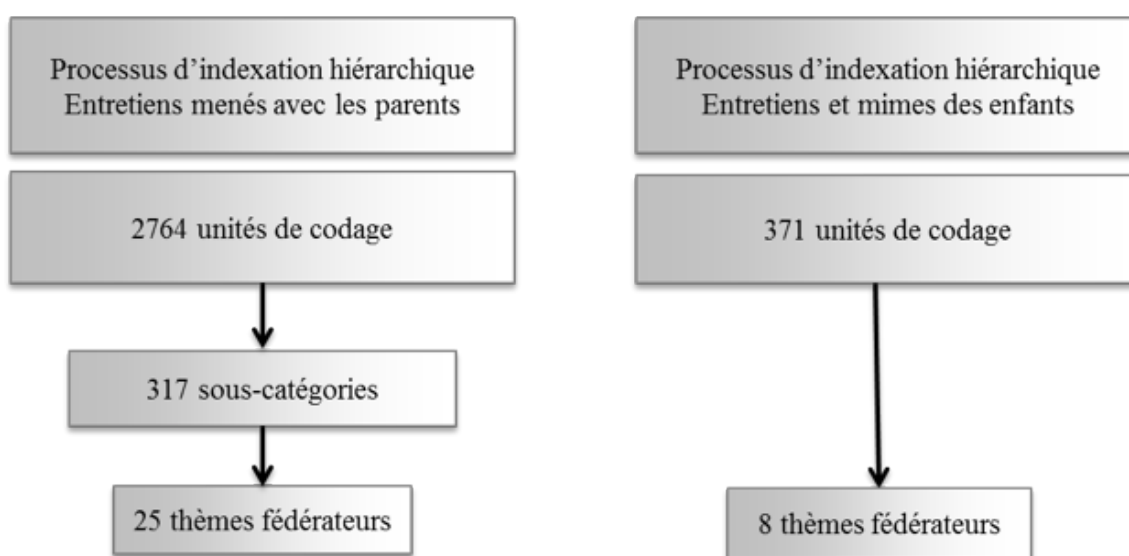 Processus d’indexation hiérarchique
Entretiens menés avec les parents
2764 unités de codage
317 sous-catégories
25 thèmes fédérateurs
Processus d’indexation hiérarchique
Entretiens et mimes des enfants
371 unités de codage
8 thèmes fédérateurs